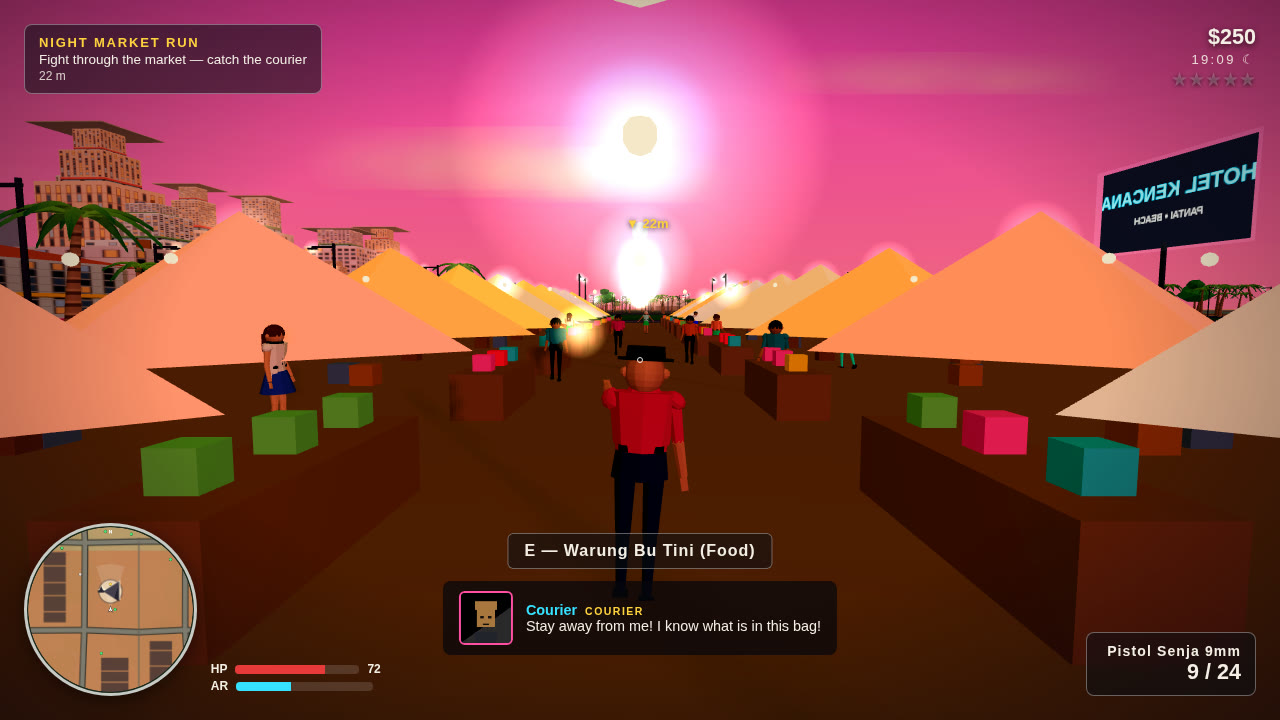 NIGHT MARKET RUN
Fight through the market — catch the courier
22 m
$250
19:09 ☾
★★★★★
HOTEL KENCANA
PANTAI • BEACH
▼ 22m
E — Warung Bu Tini (Food)
Courier COURIER
Stay away from me! I know what is in this bag!
HP 72
AR
Pistol Senja 9mm
9 / 24